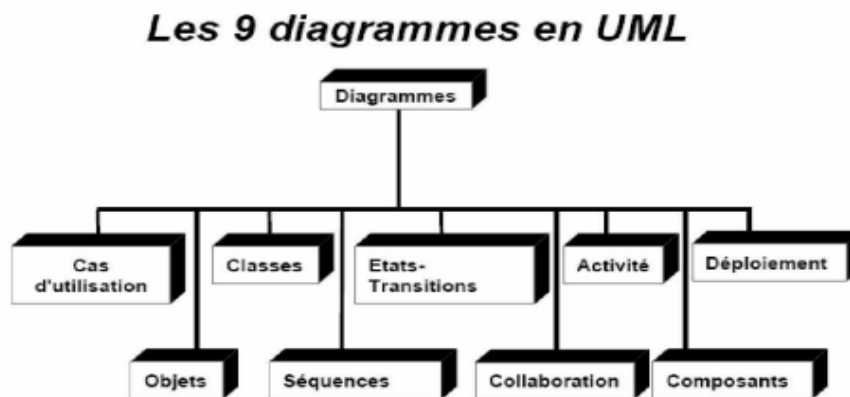 Les 9 diagrammes en UML
Diagrammes
Cas
d'utilisation
Classes
Etats-
Transitions
Activité
Déploiement
Objets
Séquences
Collaboration
Composants